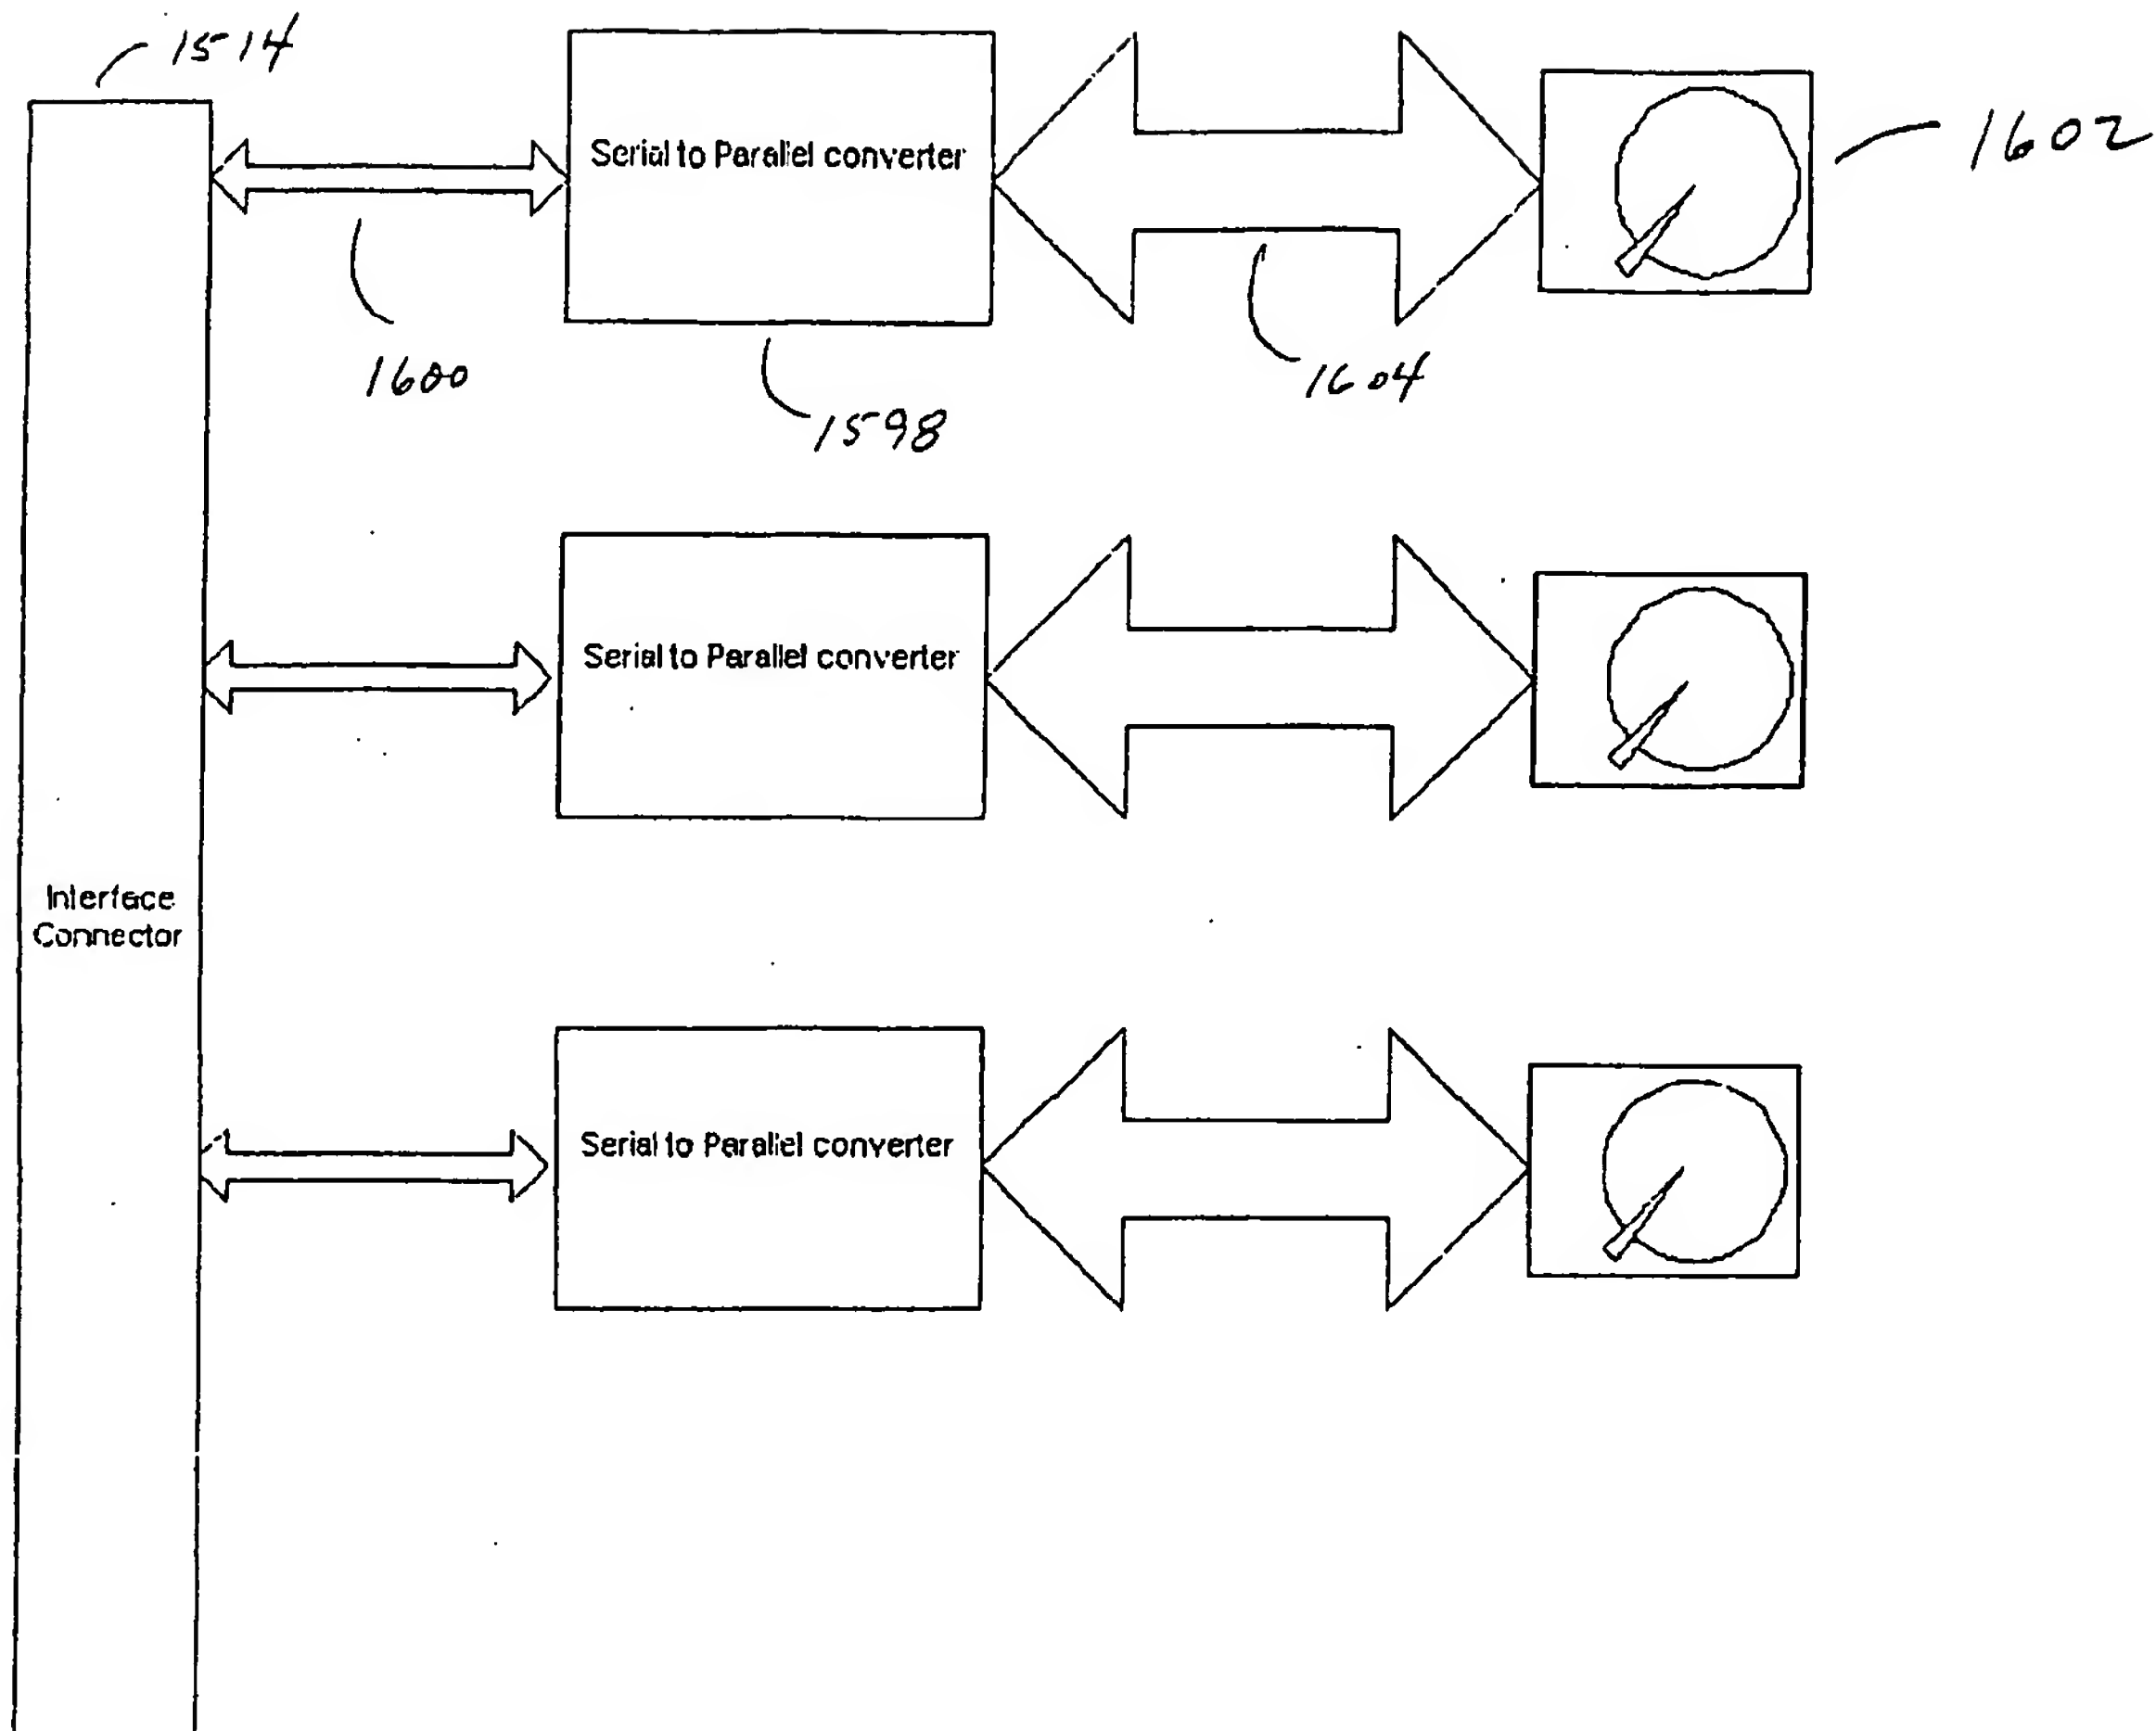 1514
Serial to Parallel converter
1602
1600
1604
1598
Serial to Parallel converter
Interface
Connector
Serial to Parallel converter